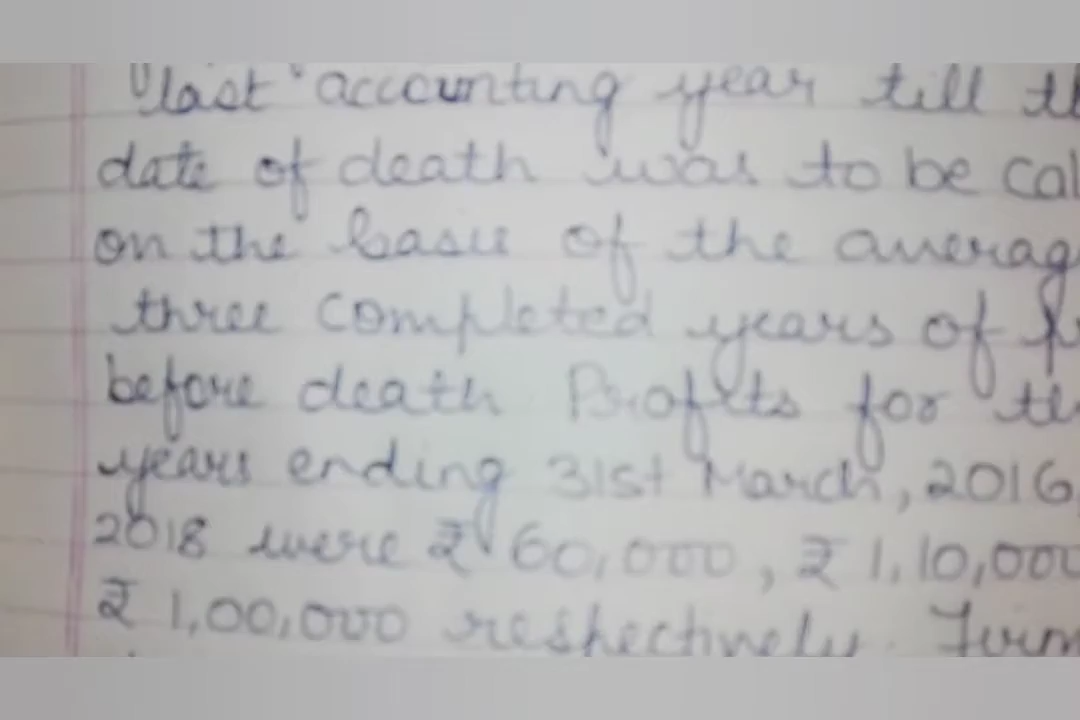 last accounting year till
date of death was to be
on the basis of the
three completed years of
before death Profits for
years ending 31st March, 2016,
2018 were ₹ 60,000, ₹ 1,10,000
₹ 1,00,000 respectively. Firm